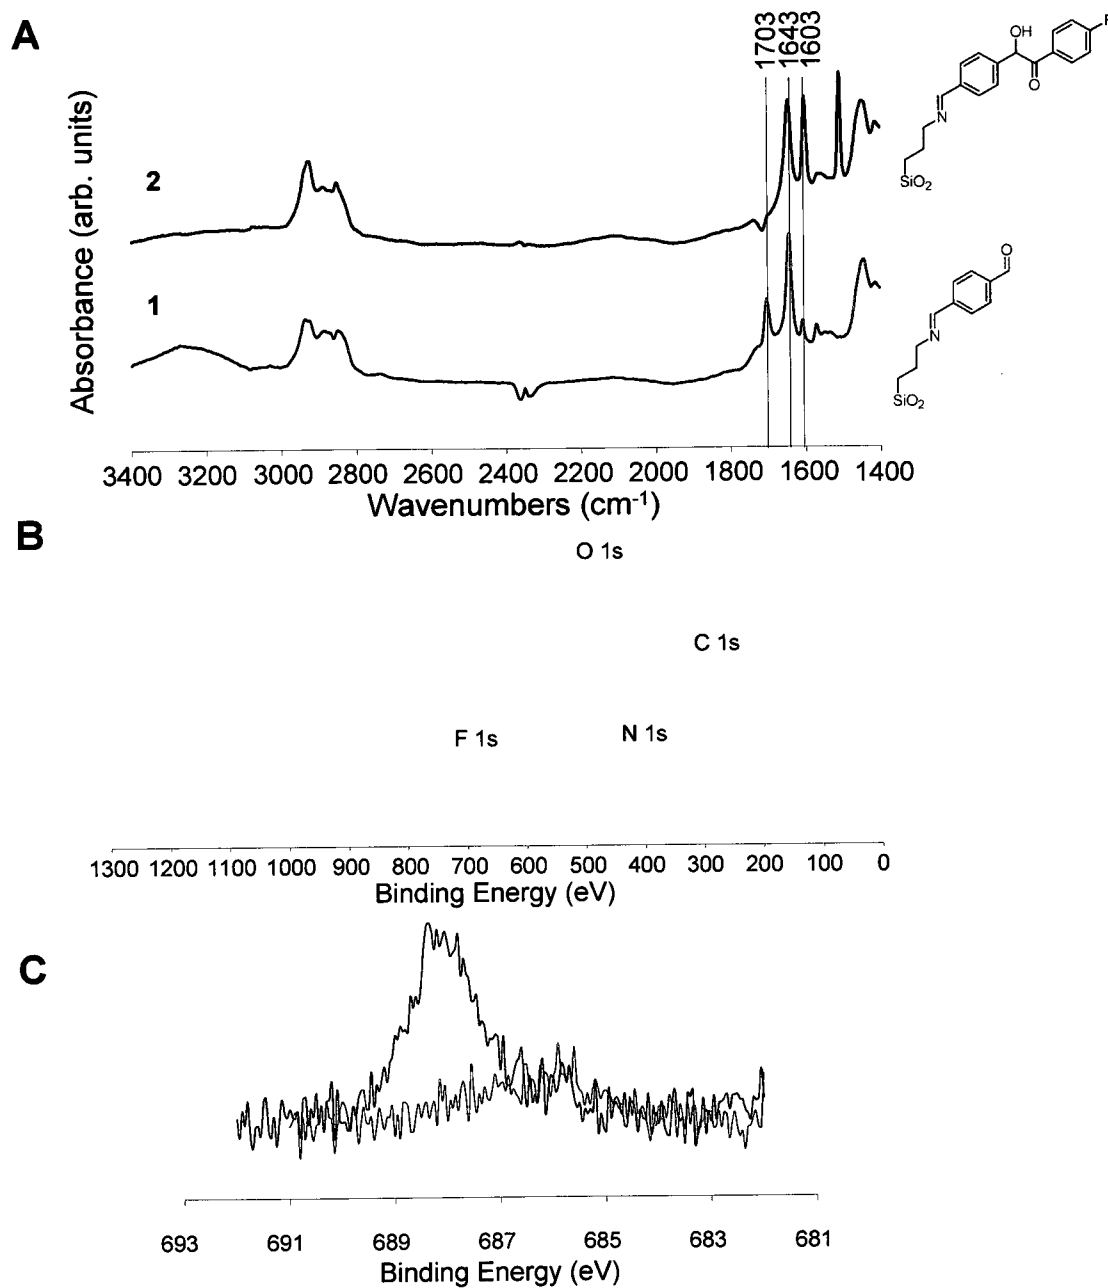 A
1703
1643
1603
OH
F
O
N
SiO2
Absorbance (arb. units)
2
1
O
N
SiO2
3400 3200 3000 2800 2600 2400 2200 2000 1800 1600 1400
Wavenumbers (cm-1)
B
O 1s
C 1s
F 1s
N 1s
1300 1200 1100 1000 900 800 700 600 500 400 300 200 100 0
Binding Energy (eV)
C
693 691 689 687 685 683 681
Binding Energy (eV)